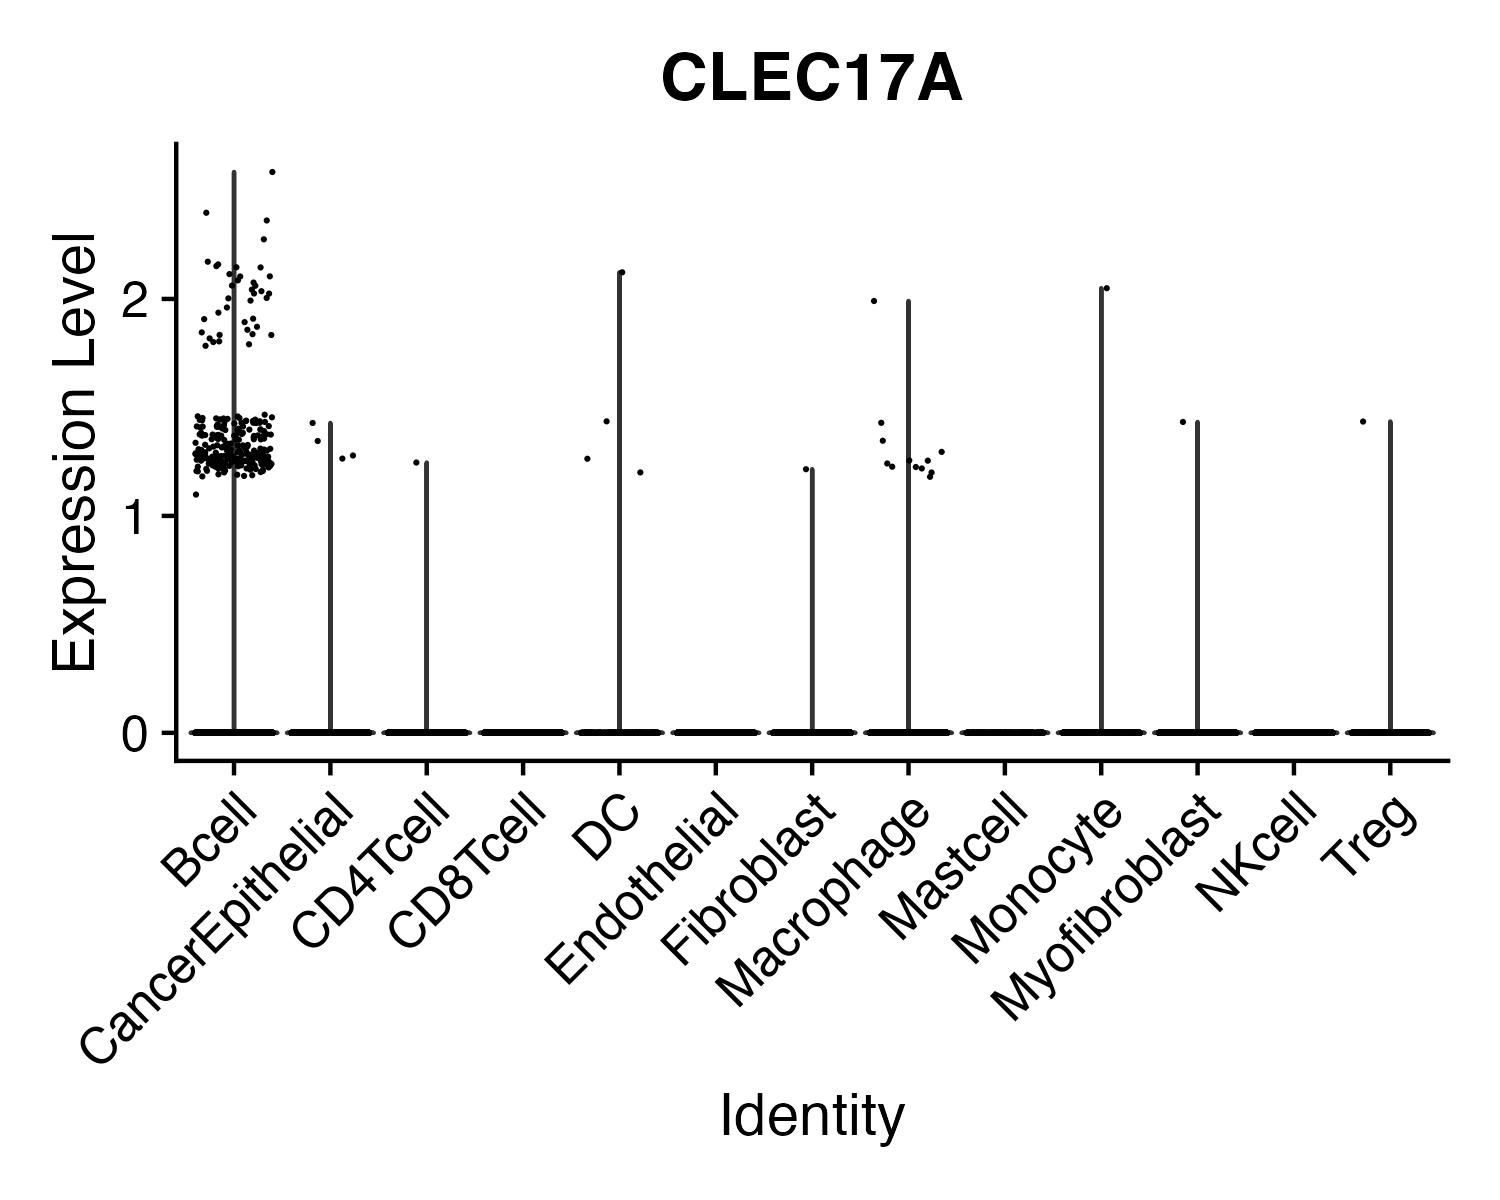 CLEC17A
Expression Level
2
1
0
Bcell
CancerEpithelial
CD4Tcell
CD8Tcell
DC
Endothelial
Fibroblast
Macrophage
Mastcell
Monocyte
Myofibroblast
NKcell
Treg
Identity